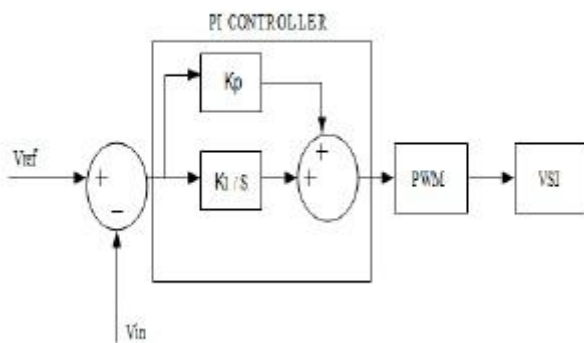 PI CONTROLLER
Kp
Vref
+
−
KI / S
+
+
PWM
VSI
Vin